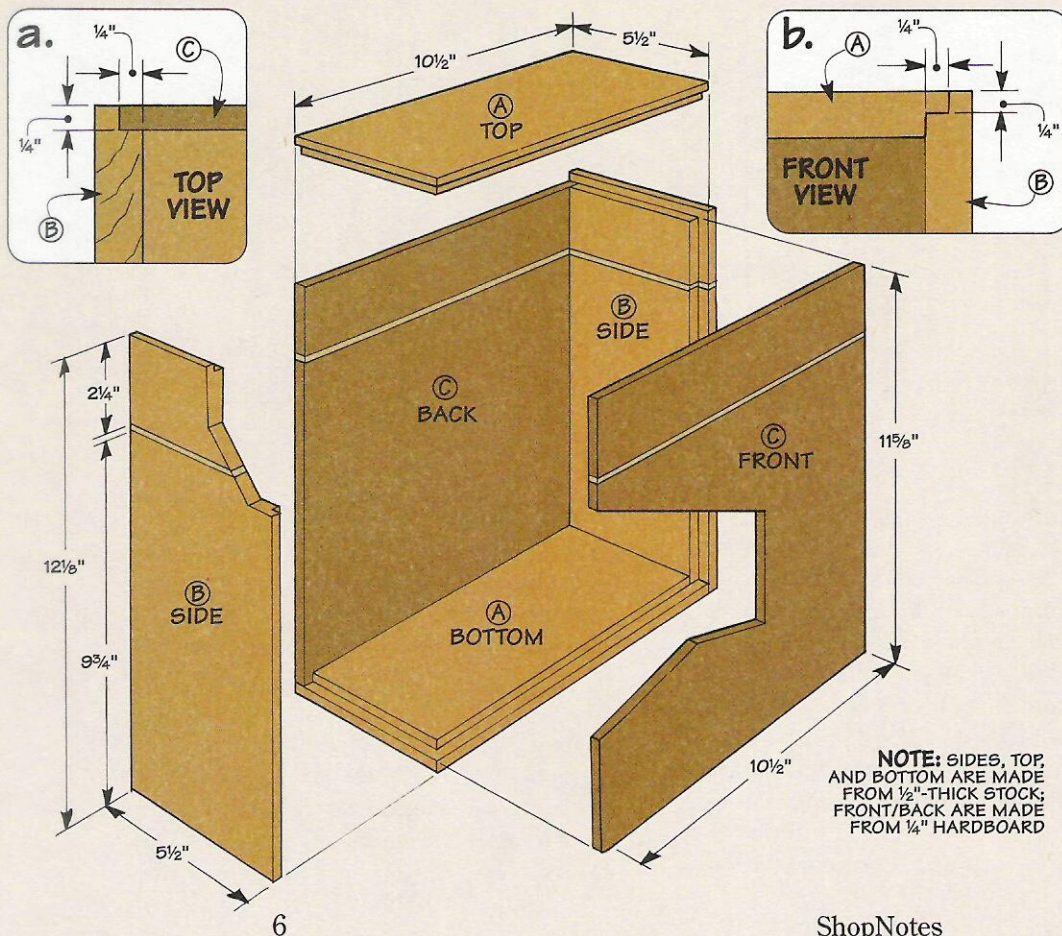 a.
¼"
Ⓒ
¼"
TOP
VIEW
Ⓑ
10½"
5½"
Ⓐ
TOP
b.
Ⓐ
¼"
¼"
FRONT
VIEW
Ⓑ
Ⓑ
SIDE
Ⓒ
BACK
Ⓒ
FRONT
11⅝"
2¼"
12⅛"
Ⓑ
SIDE
9¾"
5½"
Ⓐ
BOTTOM
10½"
NOTE: SIDES, TOP,
AND BOTTOM ARE MADE
FROM ½"-THICK STOCK;
FRONT/BACK ARE MADE
FROM ¼" HARDBOARD
6
ShopNotes